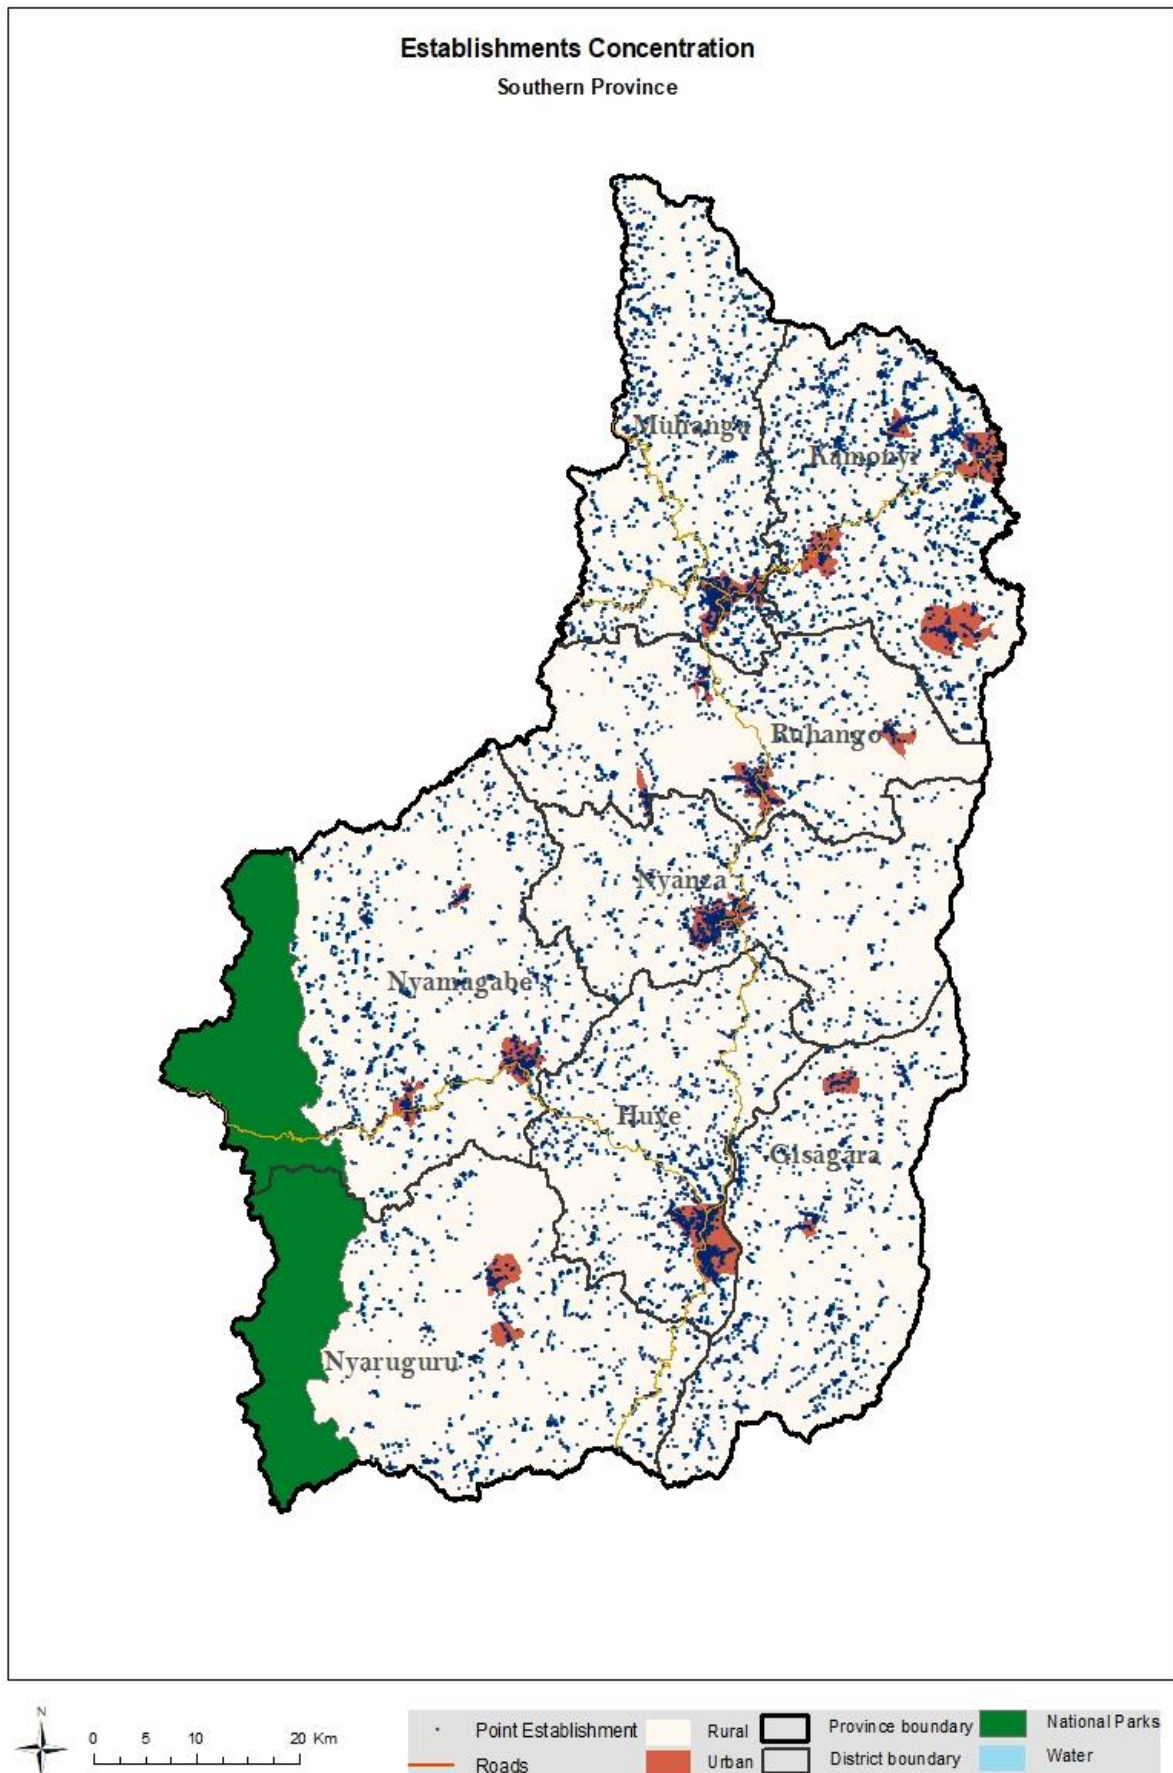 Establishments Concentration
Southern Province
Muhanga
Kamonyi
Ruhango
Nyanza
Nyamagabe
Huye
Gisagara
Nyaruguru
N
0 5 10 20 Km
Point Establishment
Roads
Rural
Urban
Province boundary
District boundary
National Parks
Water